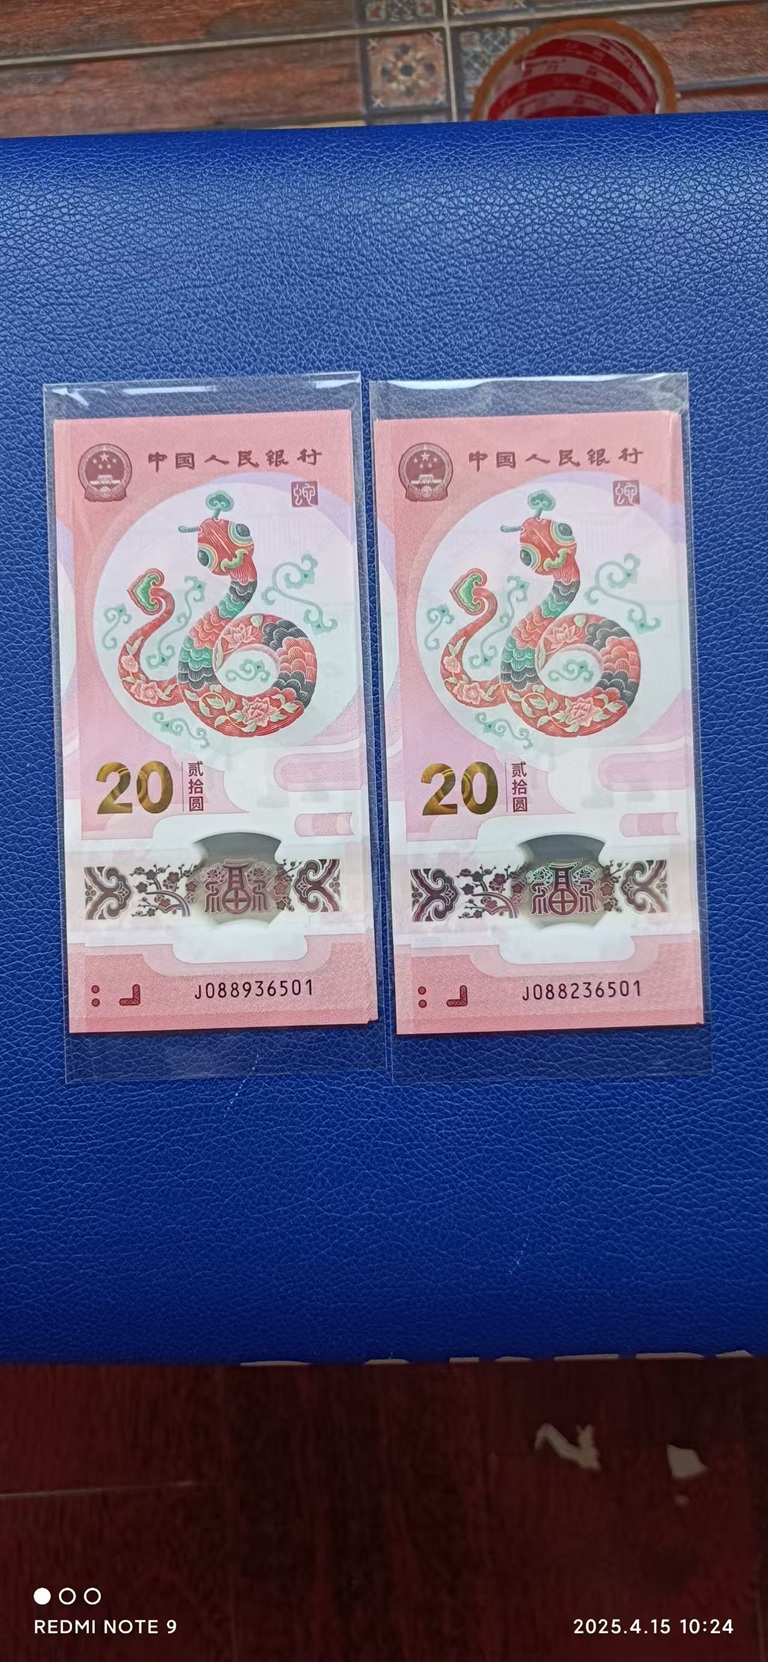 中国人民银行
20
贰拾圆
福
J088936501
中国人民银行
20
贰拾圆
福
J088236501
REDMI NOTE 9
2025.4.15 10:24